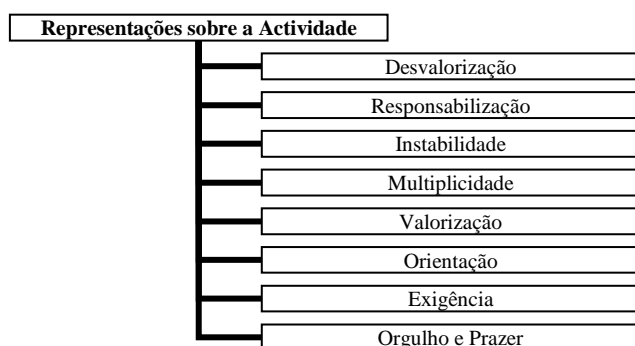 Representações sobre a Actividade
Desvalorização
Responsabilização
Instabilidade
Multiplicidade
Valorização
Orientação
Exigência
Orgulho e Prazer